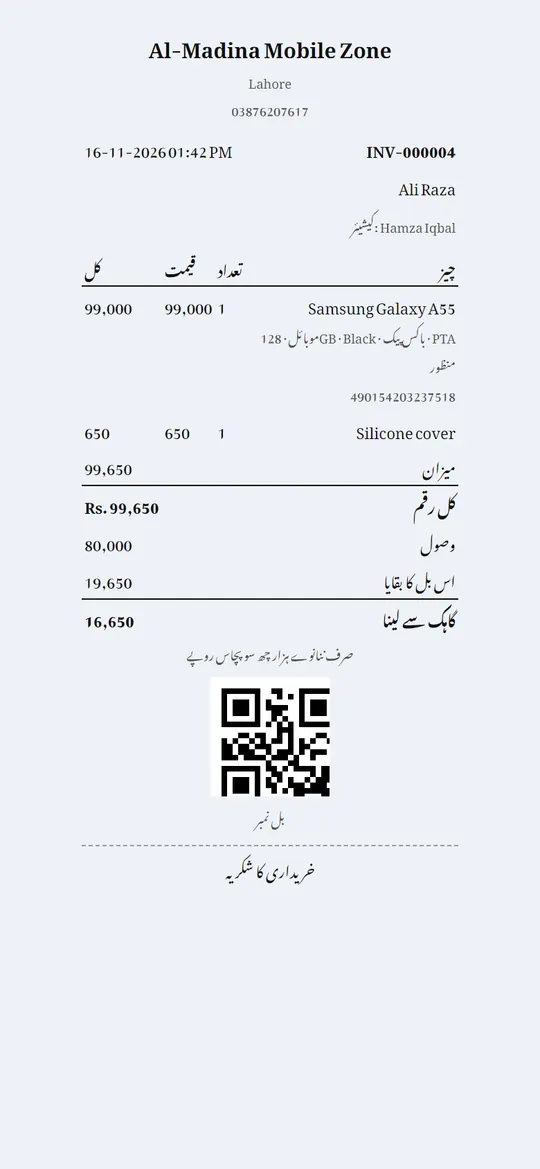 Al-Madina Mobile Zone
Lahore
03876207617
INV-000004 16-11-2026 01:42 PM
Ali Raza
کیشیئر: Hamza Iqbal
چیز تعداد قیمت کل
Samsung Galaxy A55 1 99,000 99,000
موبائل · 128GB · Black · باکس پیک · PTA
منظور
490154203237518
Silicone cover 1 650 650
میزان 99,650
کل رقم Rs. 99,650
وصول 80,000
اس بل کا بقایا 19,650
گاہک سے لینا 16,650
صرف ننانوے ہزار چھ سو پچاس روپے
بل نمبر
خریداری کا شکریہ